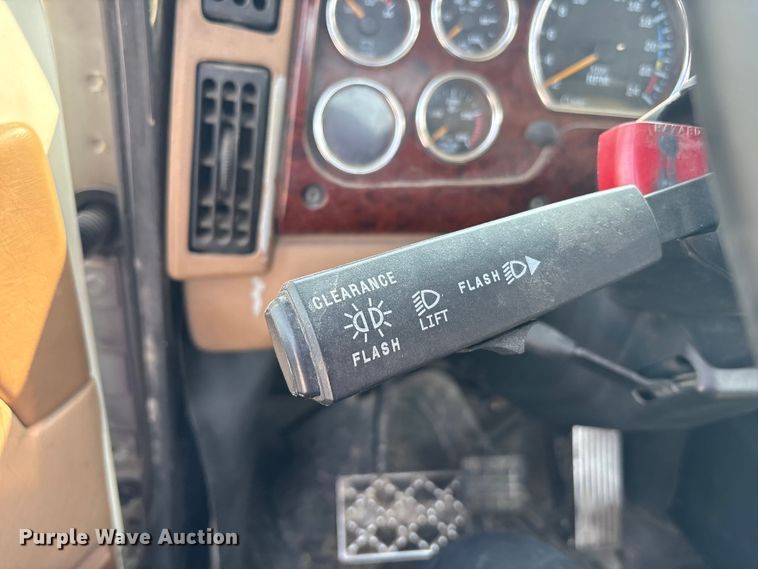 HAZARD
CLEARANCE
FLASH
LIFT
FLASH
Purple Wave Auction